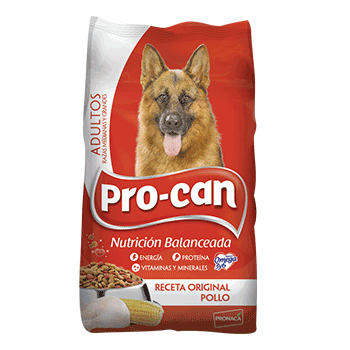 ADULTOS
RAZAS MEDIANAS Y GRANDES
Pro-can
Nutrición Balanceada
ENERGÍA
PROTEÍNA
VITAMINAS Y MINERALES
Omega
RECETA ORIGINAL
POLLO
PRONACA